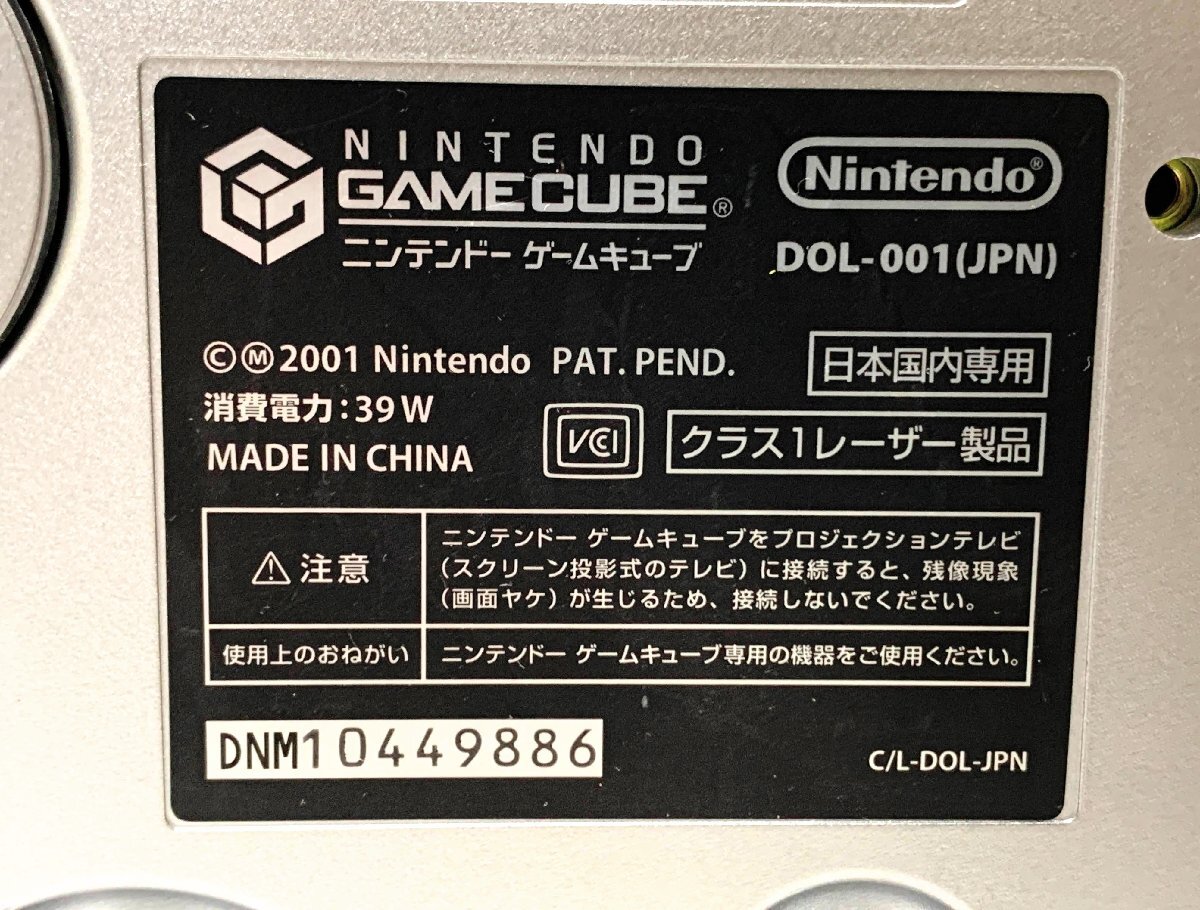 NINTENDO
GAMECUBE®
ニンテンドー ゲームキューブ
Nintendo®
DOL-001(JPN)
©Ⓜ2001 Nintendo PAT. PEND.
日本国内専用
消費電力:39W
MADE IN CHINA
VCI
クラス1レーザー製品
⚠注意
ニンテンドー ゲームキューブをプロジェクションテレビ
(スクリーン投影式のテレビ)に接続すると、残像現象
(画面ヤケ)が生じるため、接続しないでください。
使用上のおねがい
ニンテンドー ゲームキューブ専用の機器をご使用ください。
DNM10449886
C/L-DOL-JPN